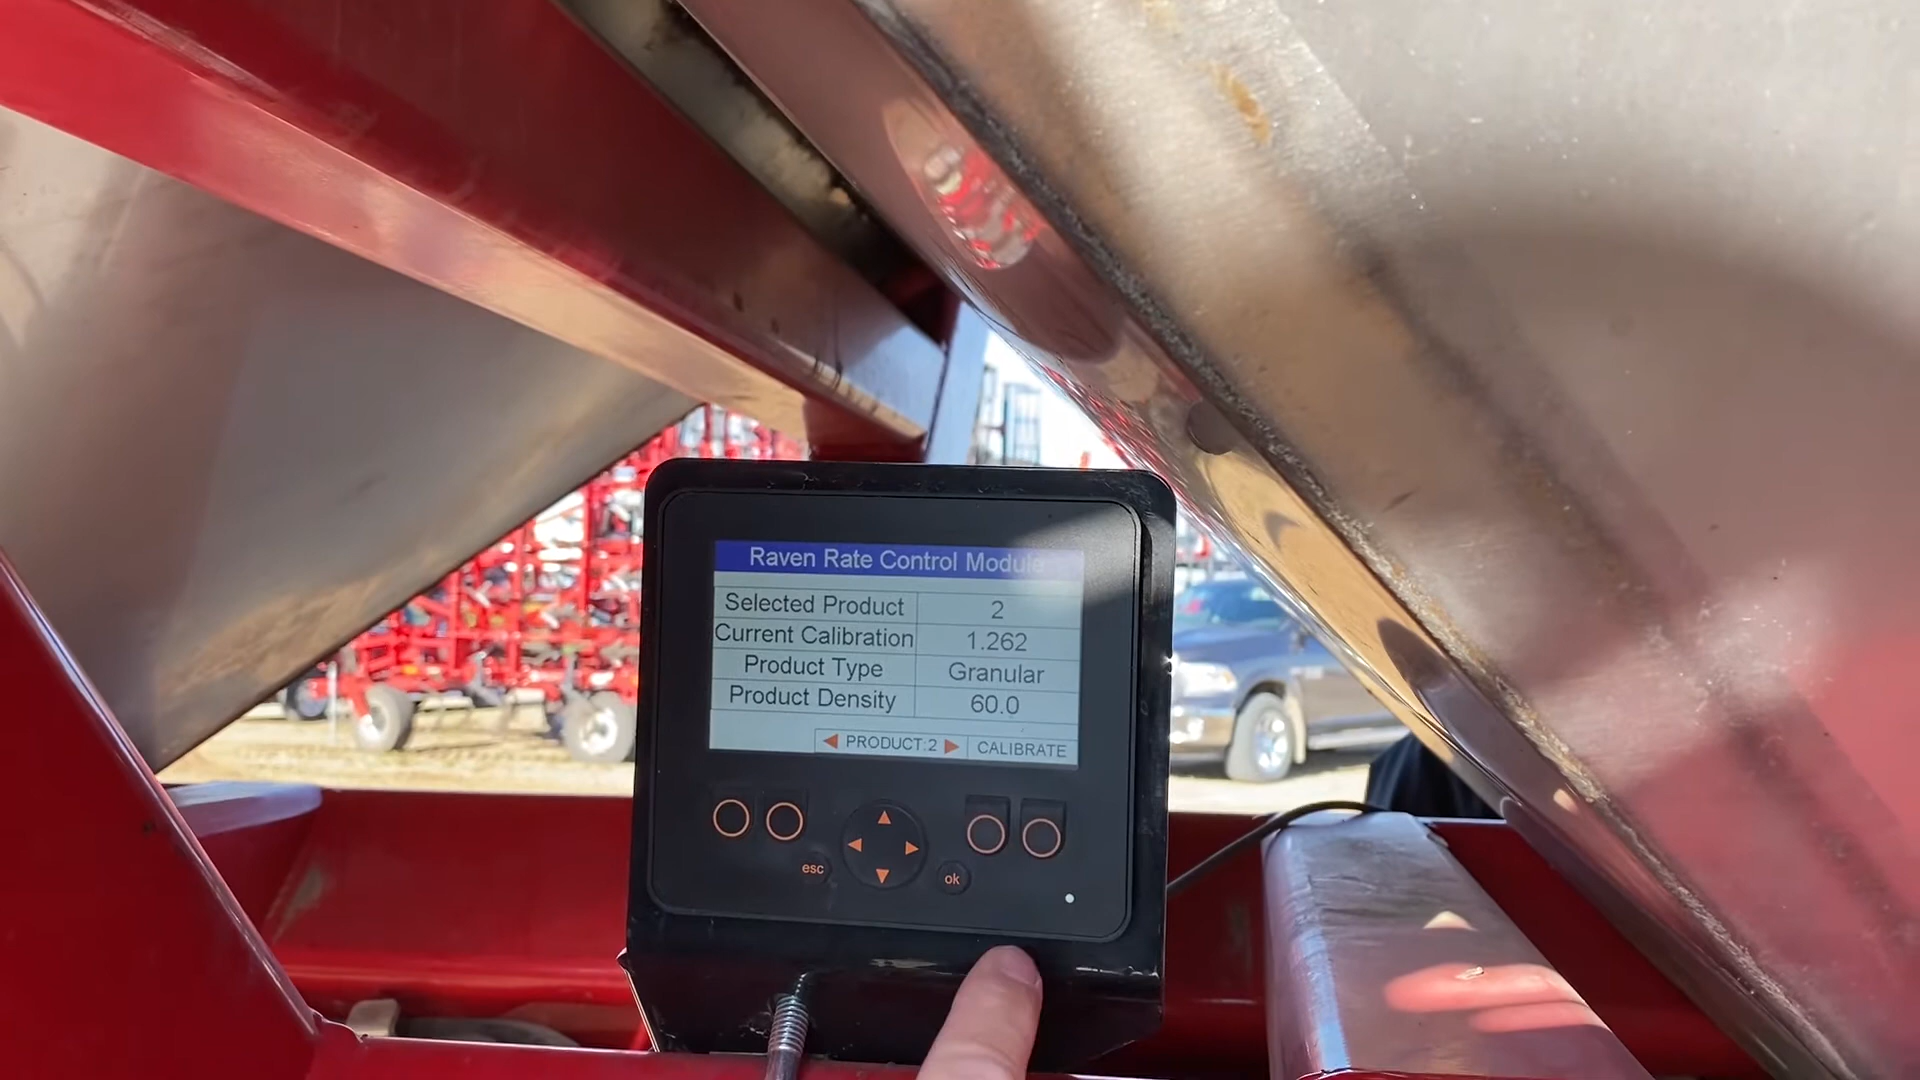 Raven Rate Control Module
Selected Product 2
Current Calibration 1.262
Product Type Granular
Product Density 60.0
PRODUCT:2 CALIBRATE
esc
ok